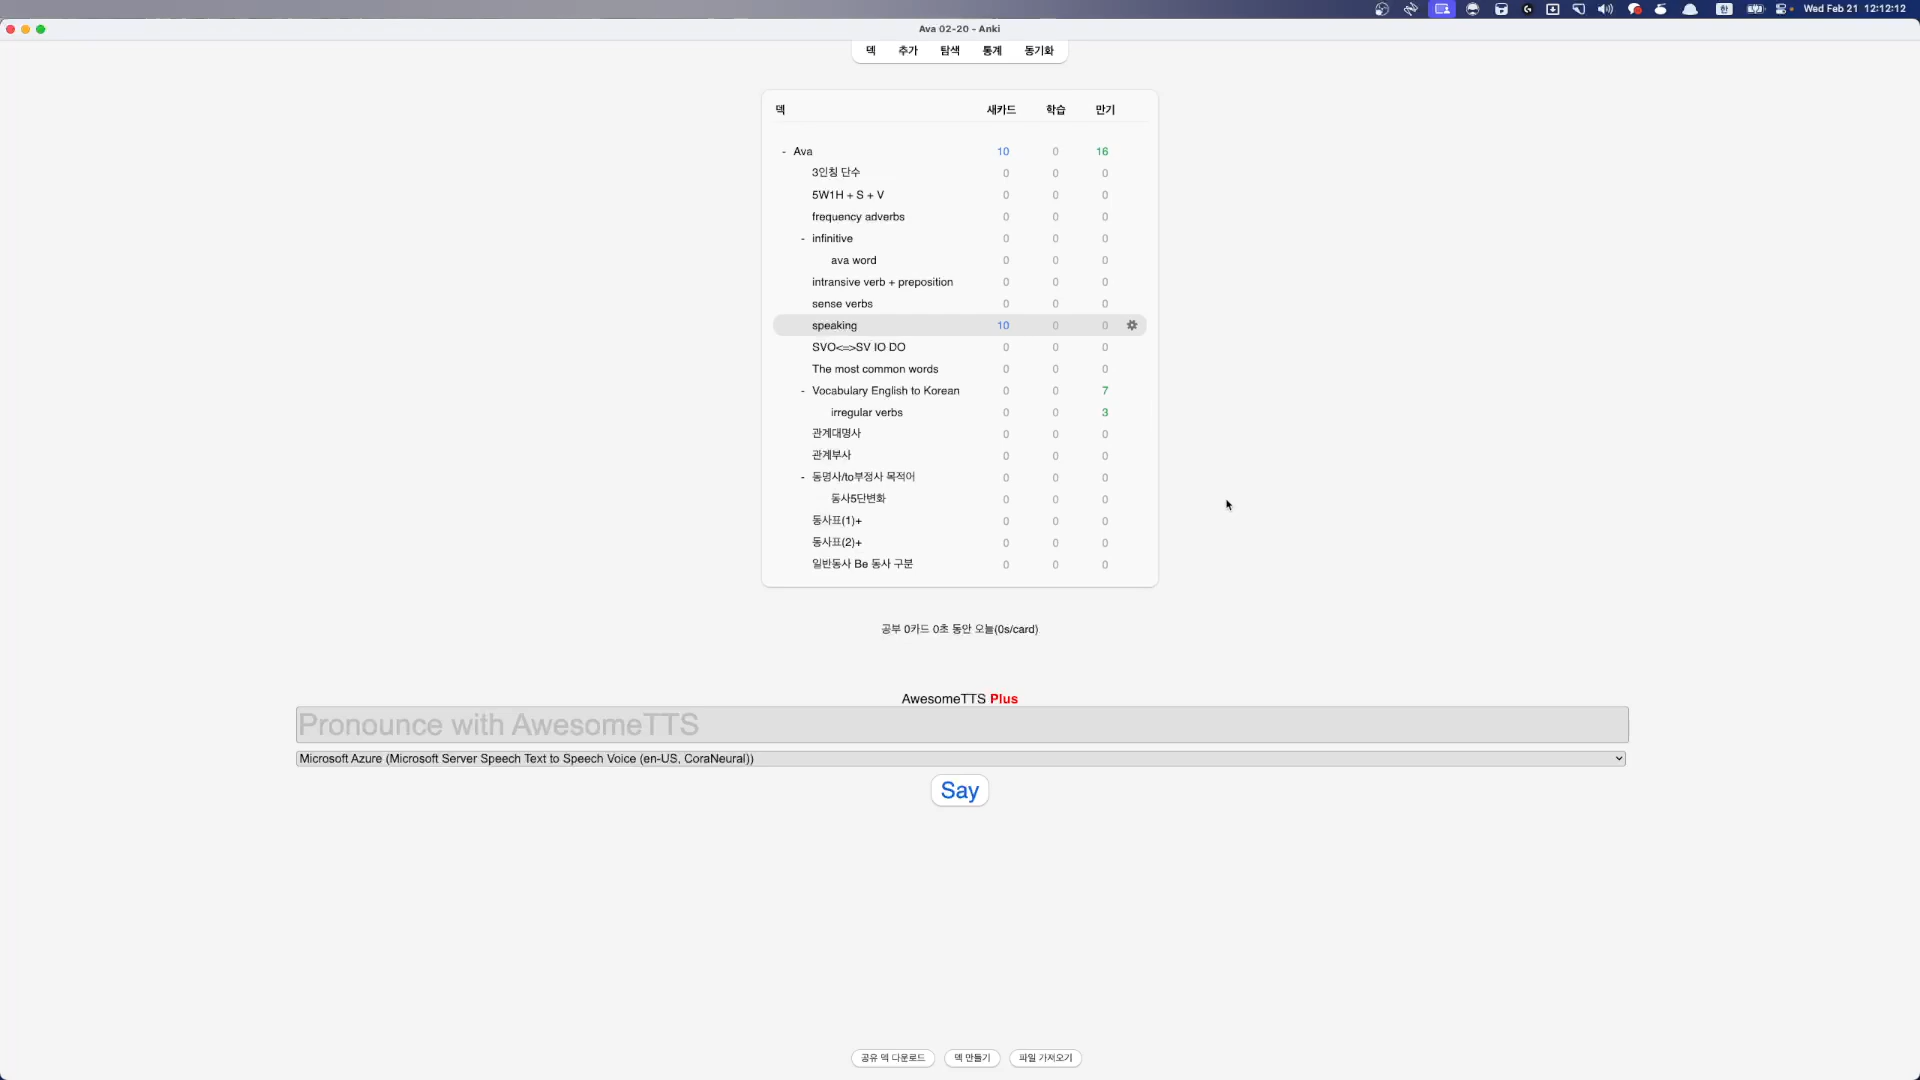 한 Wed Feb 21 12:12:12
Ava 02-20 - Anki
덱 추가 탐색 통계 동기화
덱 새카드 학습 만기
- Ava 10 0 16
3인칭 단수 0 0 0
5W1H + S + V 0 0 0
frequency adverbs 0 0 0
- infinitive 0 0 0
ava word 0 0 0
intransive verb + preposition 0 0 0
sense verbs 0 0 0
speaking 10 0 0
SVO<=>SV IO DO 0 0 0
The most common words 0 0 0
- Vocabulary English to Korean 0 0 7
irregular verbs 0 0 3
관계대명사 0 0 0
관계부사 0 0 0
- 동명사/to부정사 목적어 0 0 0
동사5단변화 0 0 0
동사표(1)+ 0 0 0
동사표(2)+ 0 0 0
일반동사 Be 동사 구분 0 0 0
공부 0카드 0초 동안 오늘(0s/card)
AwesomeTTS Plus
Pronounce with AwesomeTTS
Microsoft Azure (Microsoft Server Speech Text to Speech Voice (en-US, CoraNeural))
Say
공유 덱 다운로드 덱 만들기 파일 가져오기